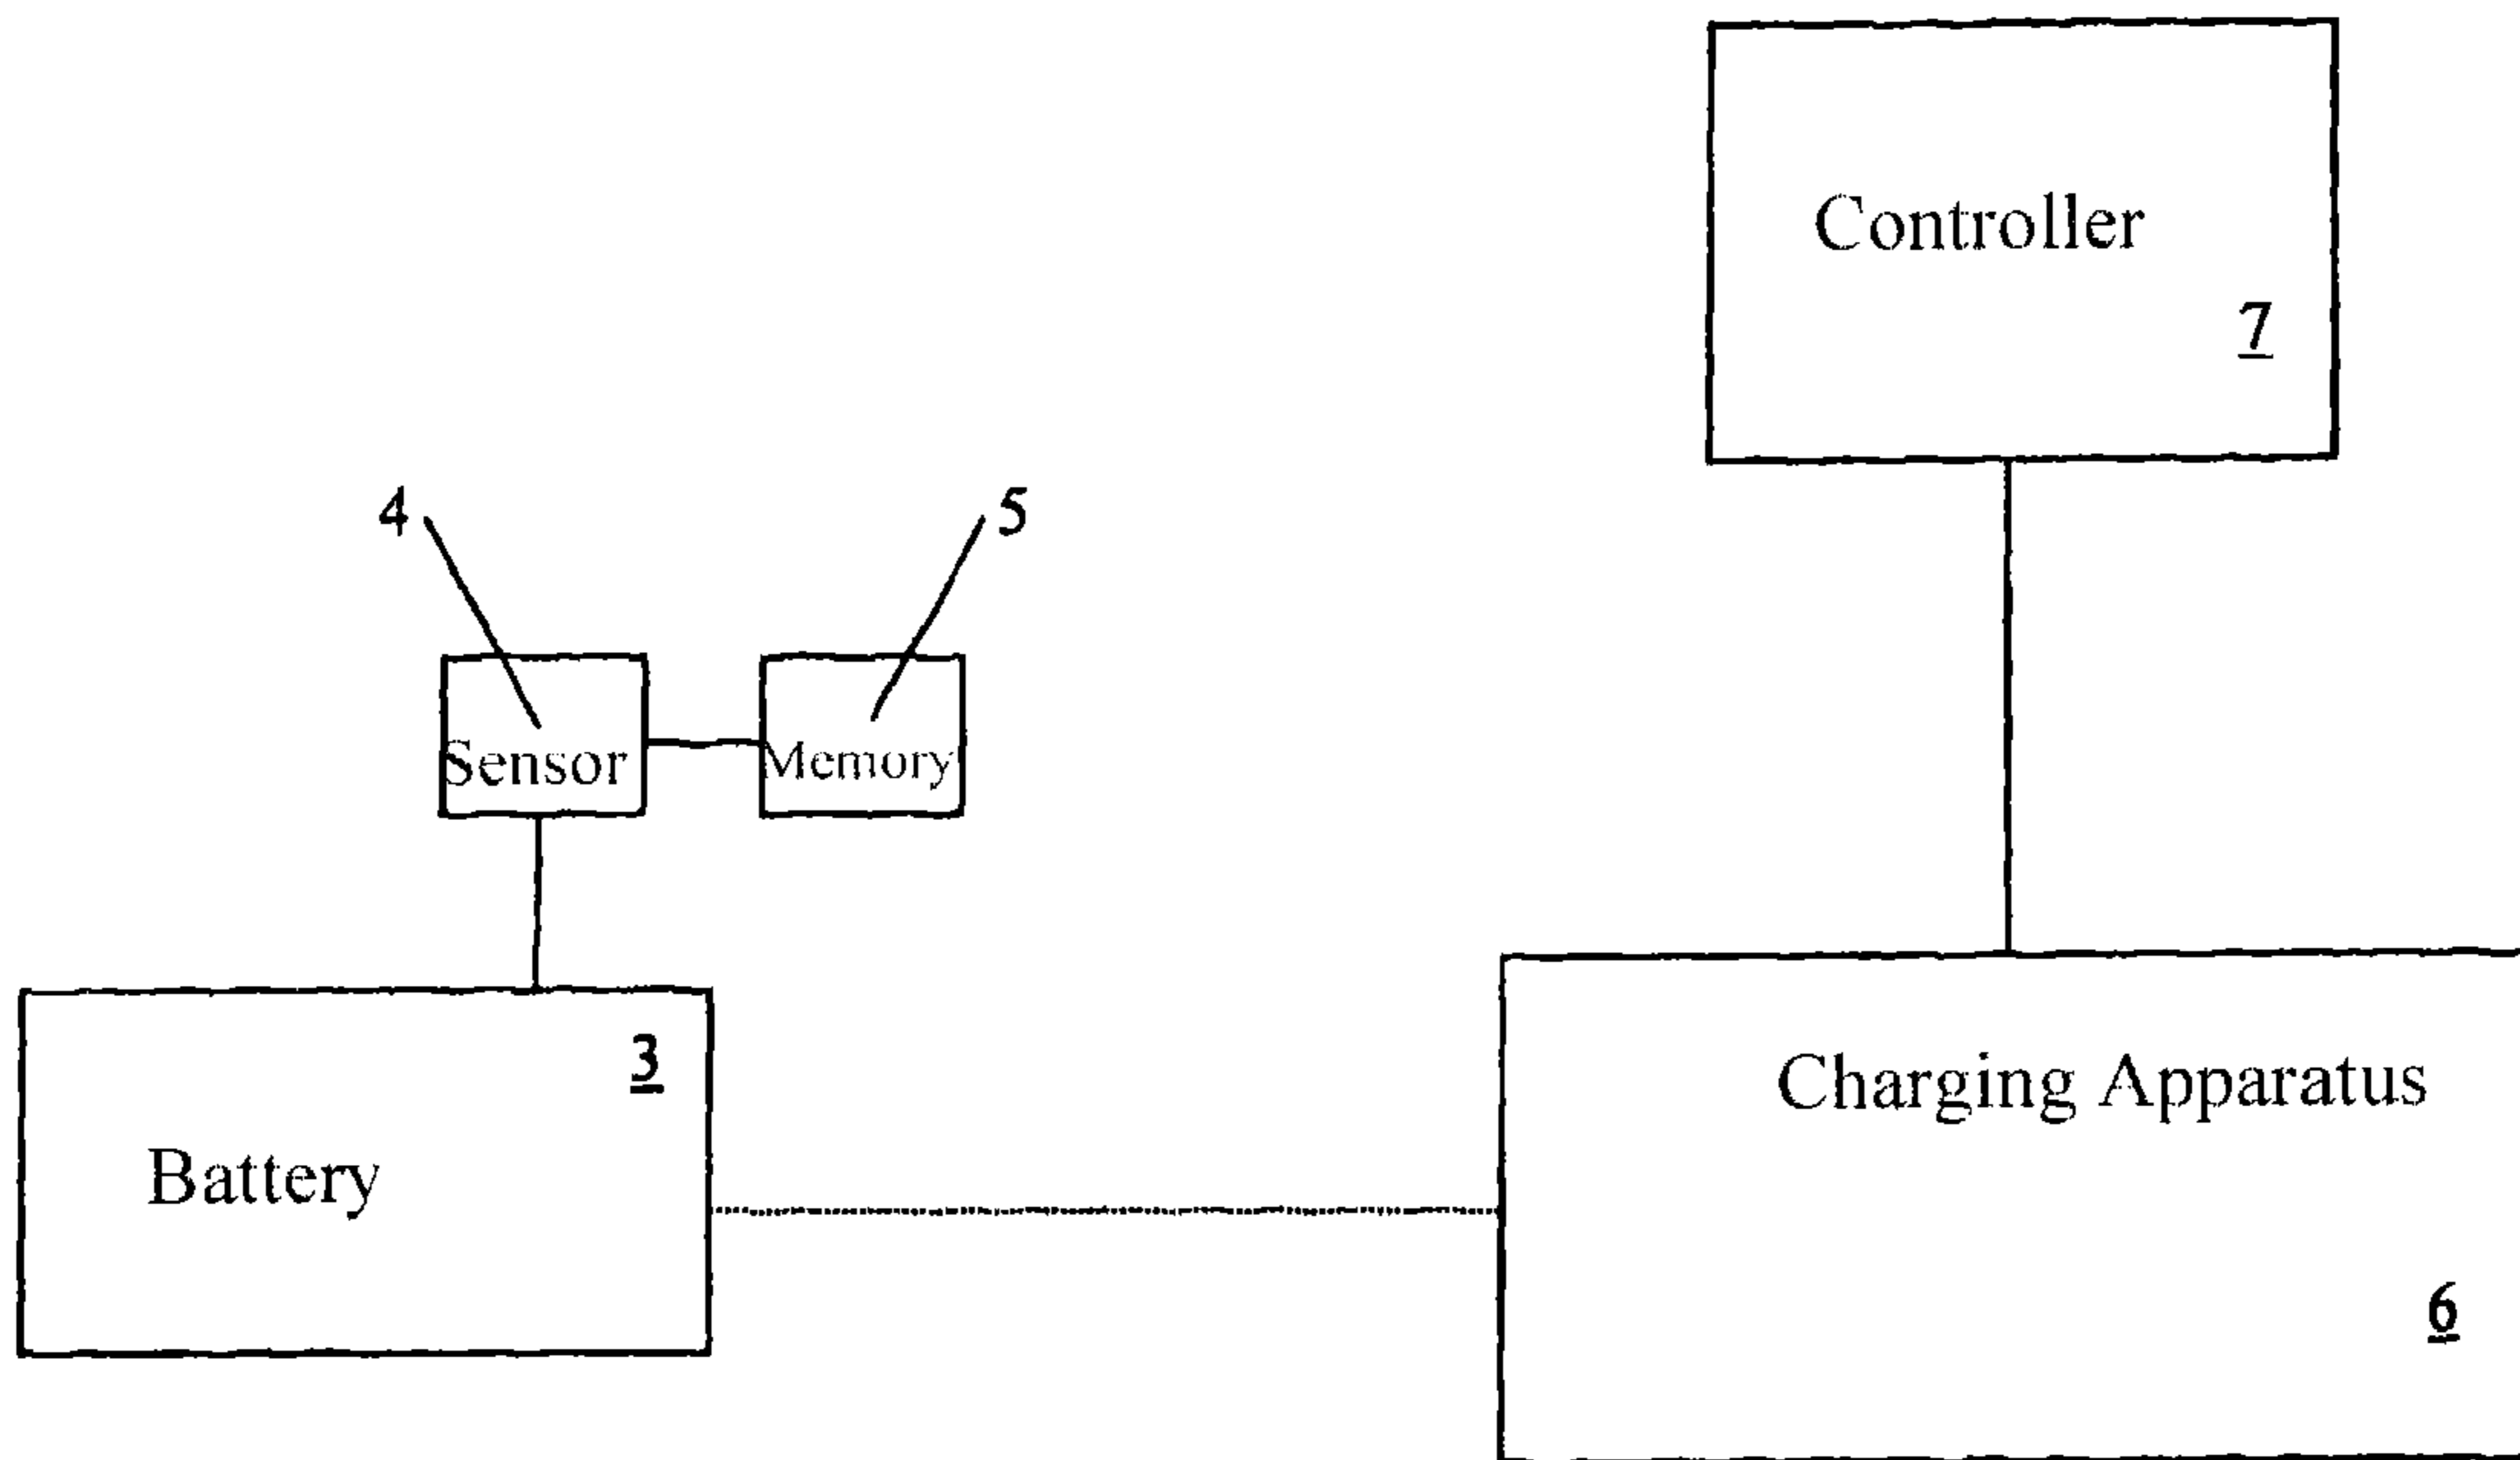 Controller
7
4
5
Sensor
Memory
3
Battery
Charging Apparatus
6